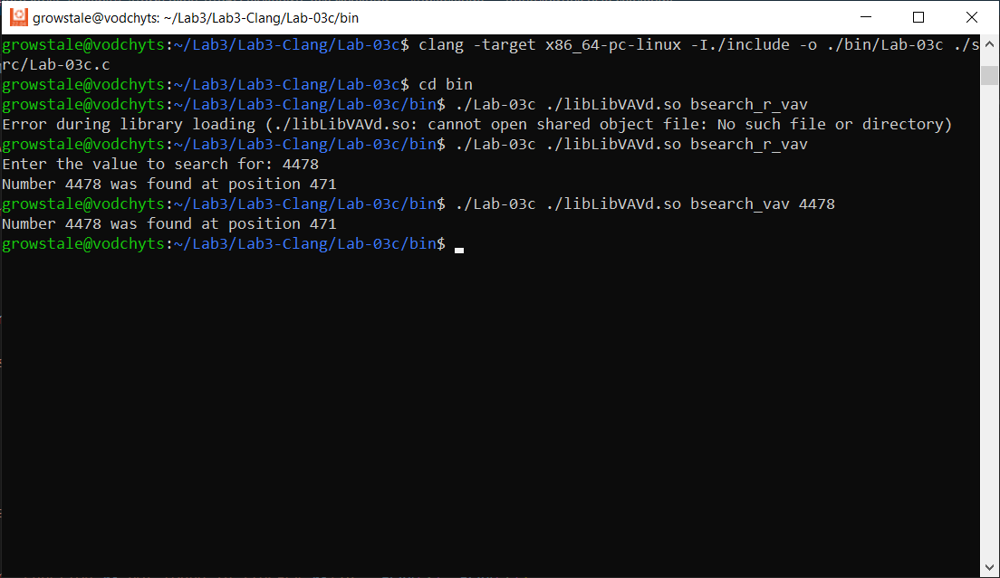 growstale@vodchyts: ~/Lab3/Lab3-Clang/Lab-03c/bin
growstale@vodchyts:~/Lab3/Lab3-Clang/Lab-03c$ clang -target x86_64-pc-linux -I./include -o ./bin/Lab-03c ./s
rc/Lab-03c.c
growstale@vodchyts:~/Lab3/Lab3-Clang/Lab-03c$ cd bin
growstale@vodchyts:~/Lab3/Lab3-Clang/Lab-03c/bin$ ./Lab-03c ./libLibVAVd.so bsearch_r_vav
Error during library loading (./libLibVAVd.so: cannot open shared object file: No such file or directory)
growstale@vodchyts:~/Lab3/Lab3-Clang/Lab-03c/bin$ ./Lab-03c ./libLibVAVd.so bsearch_r_vav
Enter the value to search for: 4478
Number 4478 was found at position 471
growstale@vodchyts:~/Lab3/Lab3-Clang/Lab-03c/bin$ ./Lab-03c ./libLibVAVd.so bsearch_vav 4478
Number 4478 was found at position 471
growstale@vodchyts:~/Lab3/Lab3-Clang/Lab-03c/bin$